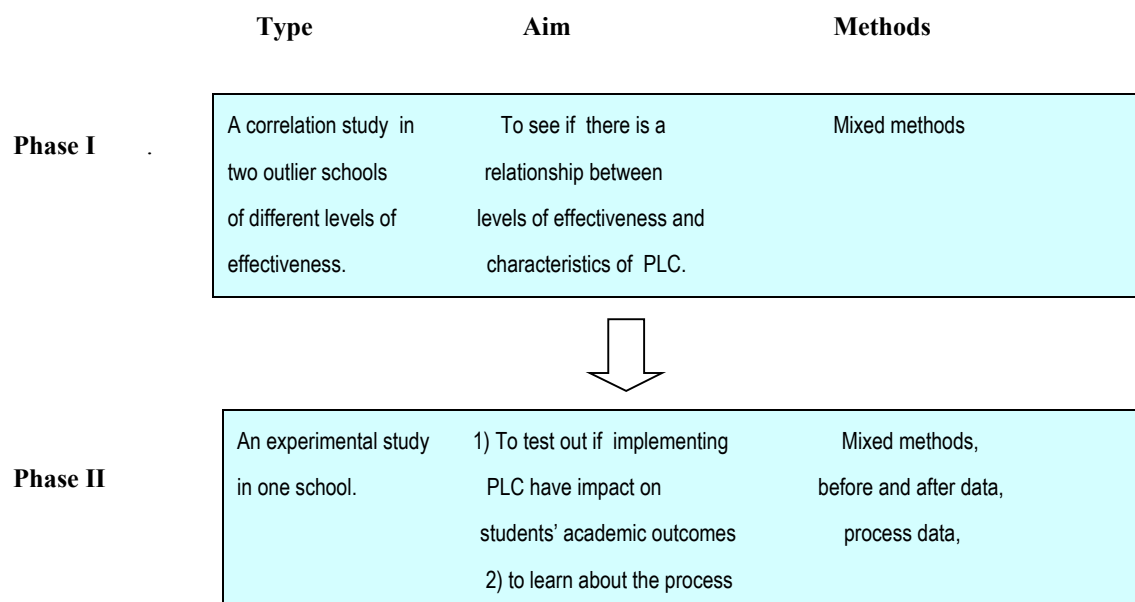 Type Aim Methods
Phase I .
A correlation study in
two outlier schools
of different levels of
effectiveness.
To see if there is a
relationship between
levels of effectiveness and
characteristics of PLC.
Mixed methods
Phase II
An experimental study
in one school.
1) To test out if implementing
PLC have impact on
students’ academic outcomes
2) to learn about the process
Mixed methods,
before and after data,
process data,